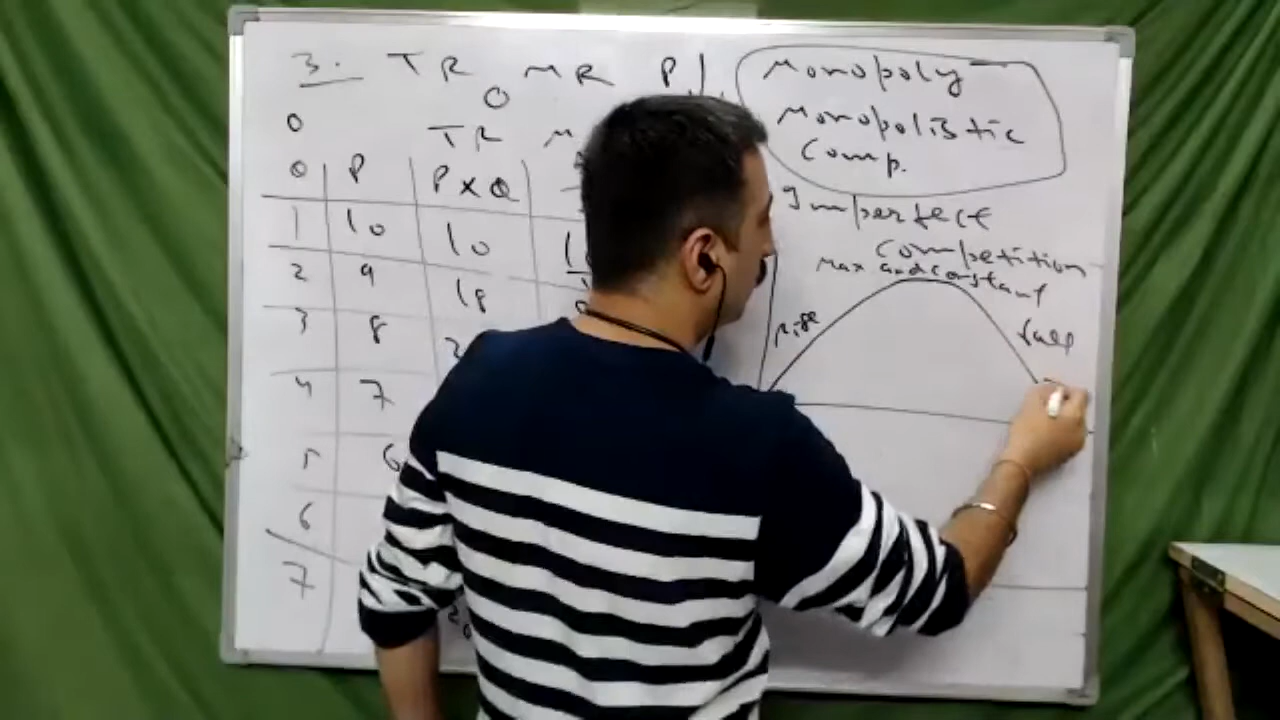 3. TR MR
0
0 TR
Q P P x Q
1 10 10
2 9 18
3 8
4 7
5 6
6
7
Monopoly
Monopolistic
Comp.
Imperfect
Competition
Max and constant
Rise
Fall